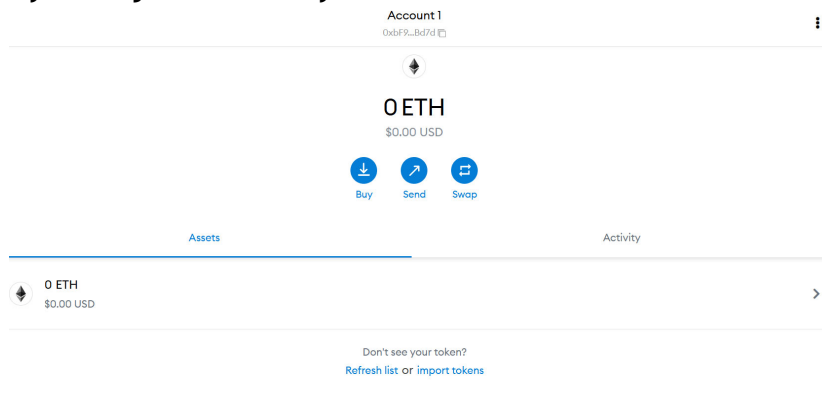 Account 1
0xbF9...Bd7d
0 ETH
$0.00 USD
Buy Send Swap
Assets Activity
0 ETH
$0.00 USD
Don't see your token?
Refresh list or import tokens